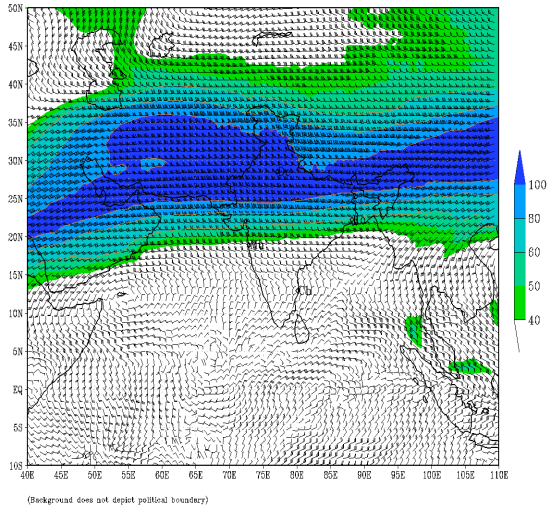 50N
45N
40N
35N
30N
25N
20N
15N
10N
5N
EQ
5S
10S
40E 45E 50E 55E 60E 65E 70E 75E 80E 85E 90E 95E 100E 105E 110E
100
80
60
50
40
(Background does not depict political boundary)